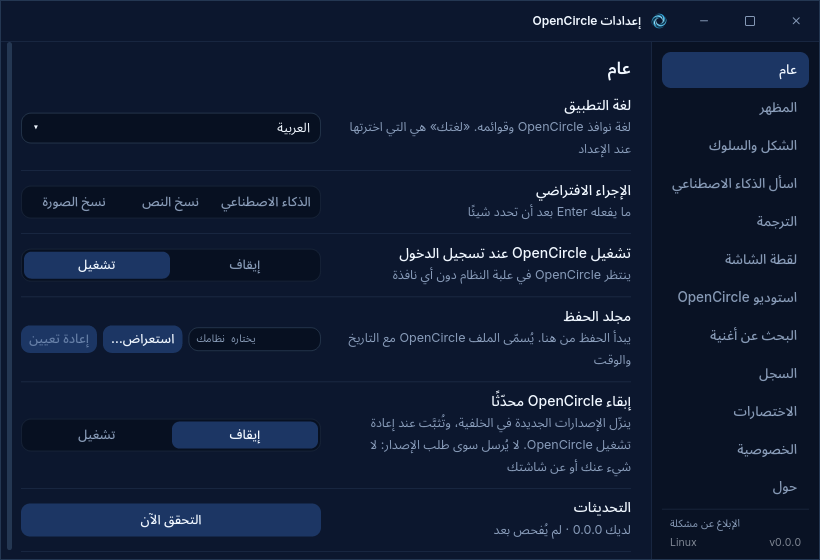 إعدادات OpenCircle
عام
المظهر
الشكل والسلوك
اسأل الذكاء الاصطناعي
الترجمة
لقطة الشاشة
استوديو OpenCircle
البحث عن أغنية
السجل
الاختصارات
الخصوصية
حول
الإبلاغ عن مشكلة
v0.0.0
Linux
عام
لغة التطبيق
لغة نوافذ OpenCircle وقوائمه. «لغتك» هي التي اخترتها
عند الإعداد
العربية
الإجراء الافتراضي
ما يفعله Enter بعد أن تحدد شيئًا
الذكاء الاصطناعي
نسخ النص
نسخ الصورة
تشغيل OpenCircle عند تسجيل الدخول
ينتظر OpenCircle في علبة النظام دون أي نافذة
إيقاف
تشغيل
مجلد الحفظ
يبدأ الحفظ من هنا. يُسمّى الملف OpenCircle مع التاريخ
والوقت
يختاره نظامك
استعراض...
إعادة تعيين
إبقاء OpenCircle محدّثًا
ينزّل الإصدارات الجديدة في الخلفية، وتُثبَّت عند إعادة
تشغيل OpenCircle. لا يُرسل سوى طلب الإصدار: لا
شيء عنك أو عن شاشتك
إيقاف
تشغيل
التحديثات
لديك 0.0.0 · لم يُفحص بعد
التحقق الآن